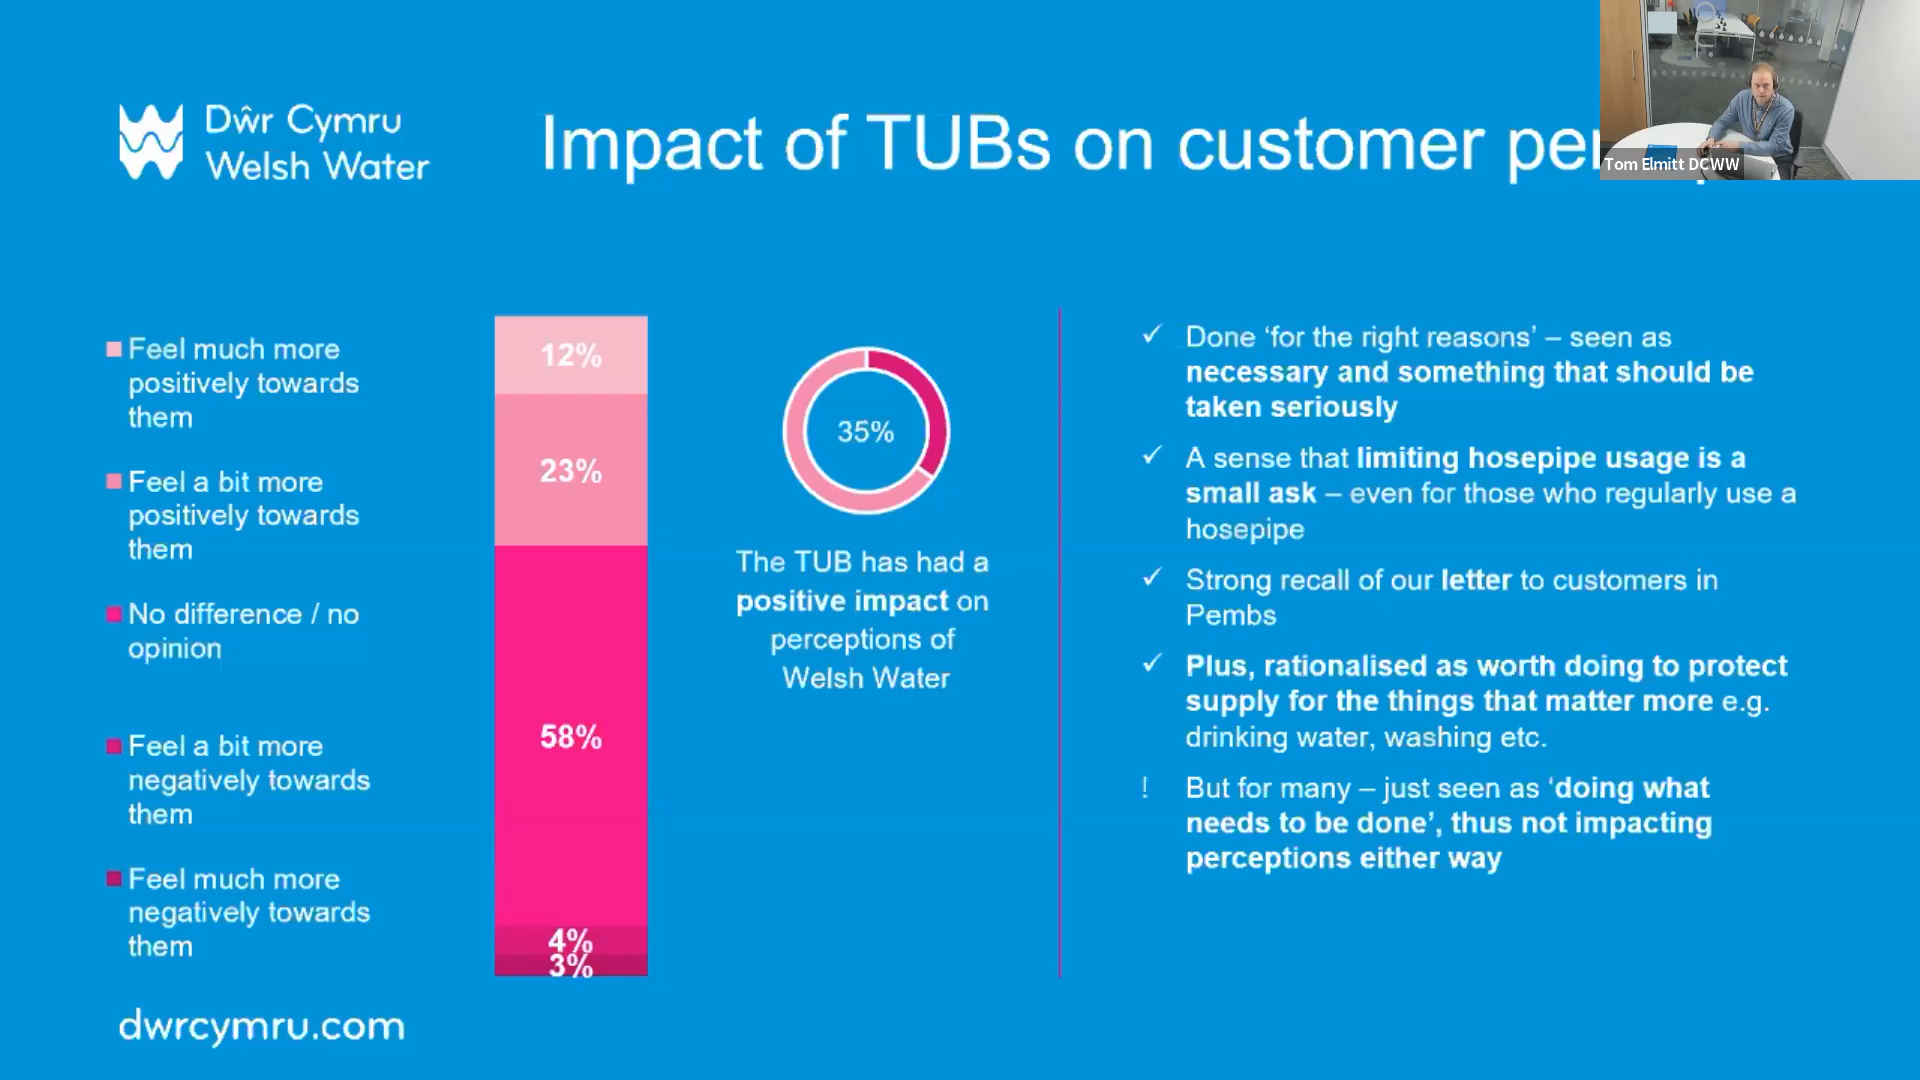 Dŵr Cymru
Welsh Water
Impact of TUBs on customer
Tom Elmitt DCWW
Feel much more
positively towards
them
Feel a bit more
positively towards
them
No difference / no
opinion
Feel a bit more
negatively towards
them
Feel much more
negatively towards
them
12%
23%
58%
4%
3%
35%
The TUB has had a
positive impact on
perceptions of
Welsh Water
✓ Done ‘for the right reasons’ – seen as
necessary and something that should be
taken seriously
✓ A sense that limiting hosepipe usage is a
small ask – even for those who regularly use a
hosepipe
✓ Strong recall of our letter to customers in
Pembs
✓ Plus, rationalised as worth doing to protect
supply for the things that matter more e.g.
drinking water, washing etc.
! But for many – just seen as ‘doing what
needs to be done’, thus not impacting
perceptions either way
dwrcymru.com